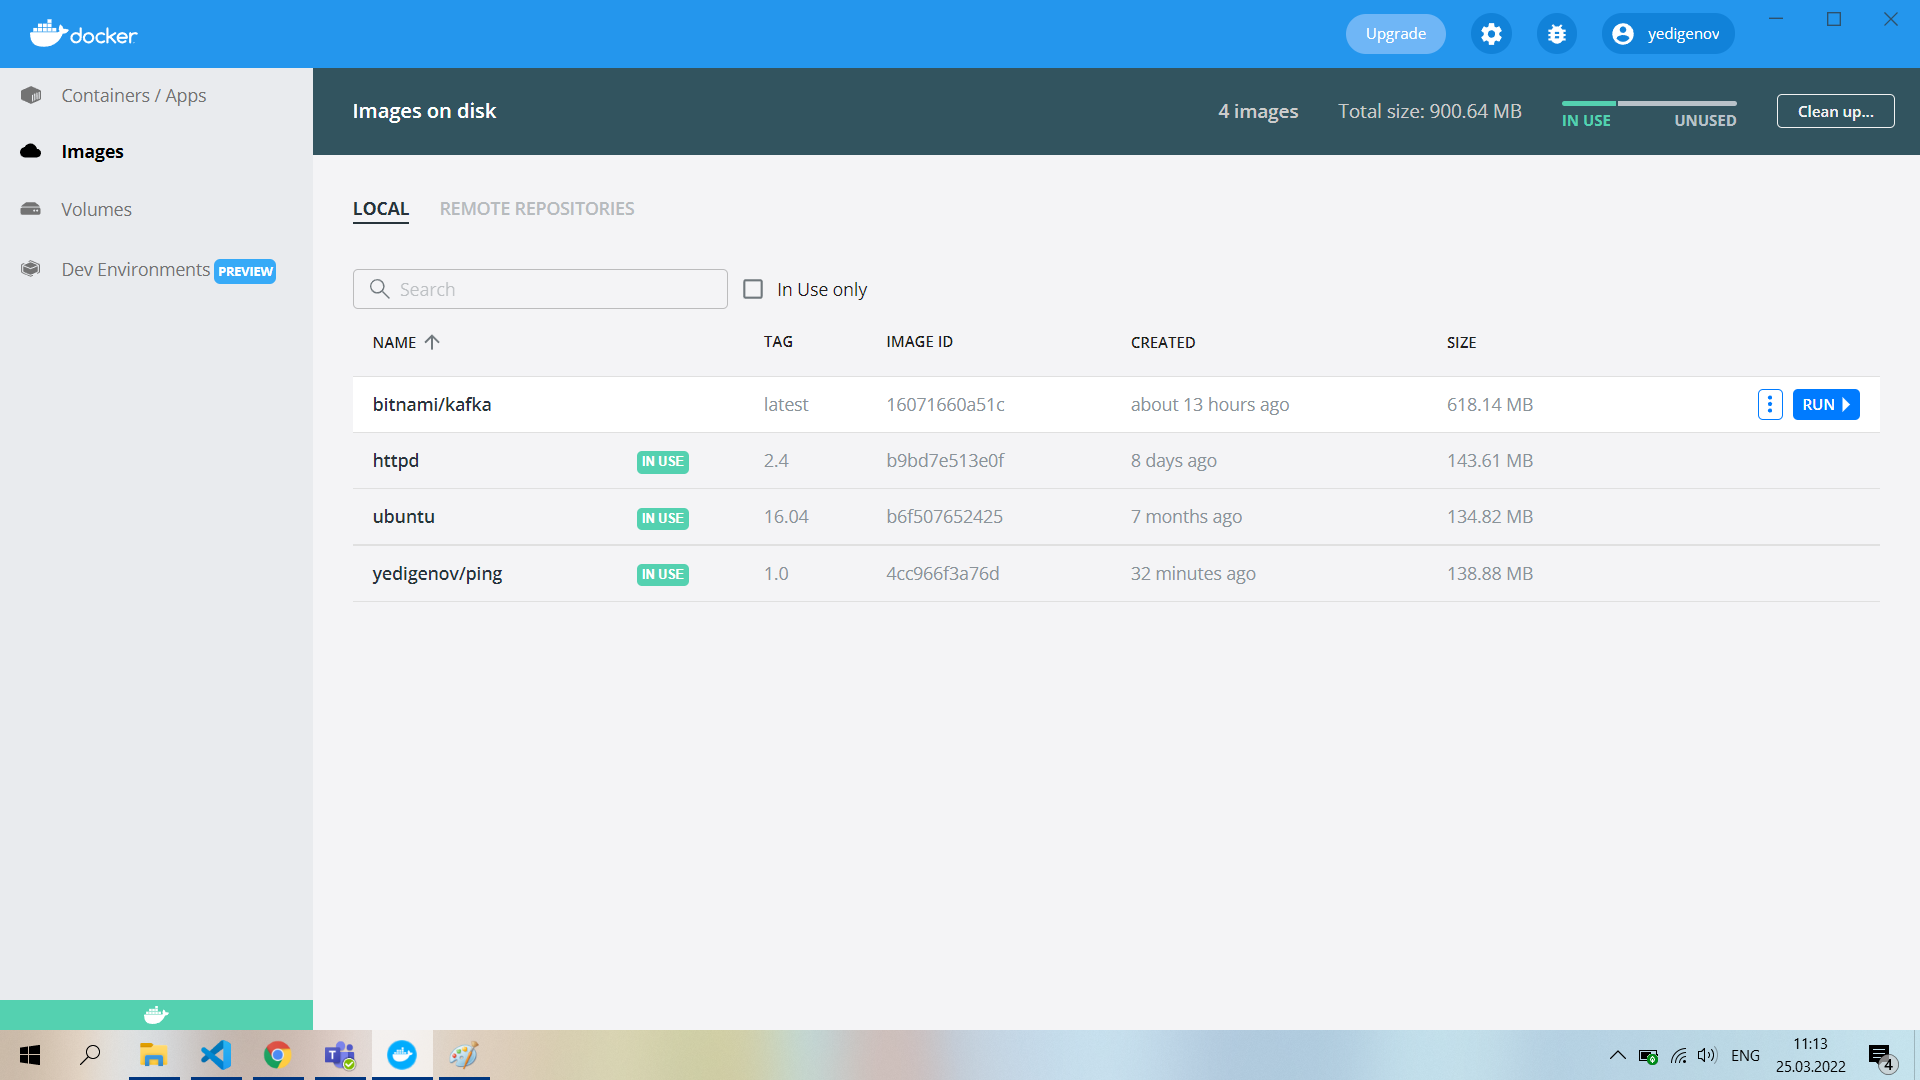 docker
Upgrade
yedigenov
Containers / Apps
Images
Volumes
Dev Environments PREVIEW
Images on disk
4 images
Total size: 900.64 MB
IN USE
UNUSED
Clean up...
LOCAL
REMOTE REPOSITORIES
Search
In Use only
NAME TAG IMAGE ID CREATED SIZE
bitnami/kafka latest 16071660a51c about 13 hours ago 618.14 MB RUN
httpd IN USE 2.4 b9bd7e513e0f 8 days ago 143.61 MB
ubuntu IN USE 16.04 b6f507652425 7 months ago 134.82 MB
yedigenov/ping IN USE 1.0 4cc966f3a76d 32 minutes ago 138.88 MB
ENG
11:13
25.03.2022
4